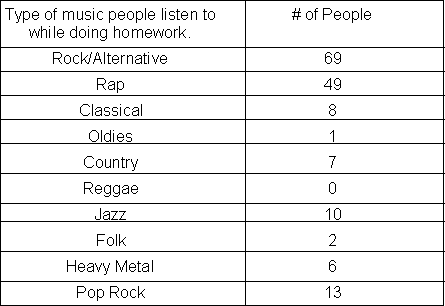 Type of music people listen to # of People
while doing homework.
Rock/Alternative 69
Rap 49
Classical 8
Oldies 1
Country 7
Reggae 0
Jazz 10
Folk 2
Heavy Metal 6
Pop Rock 13